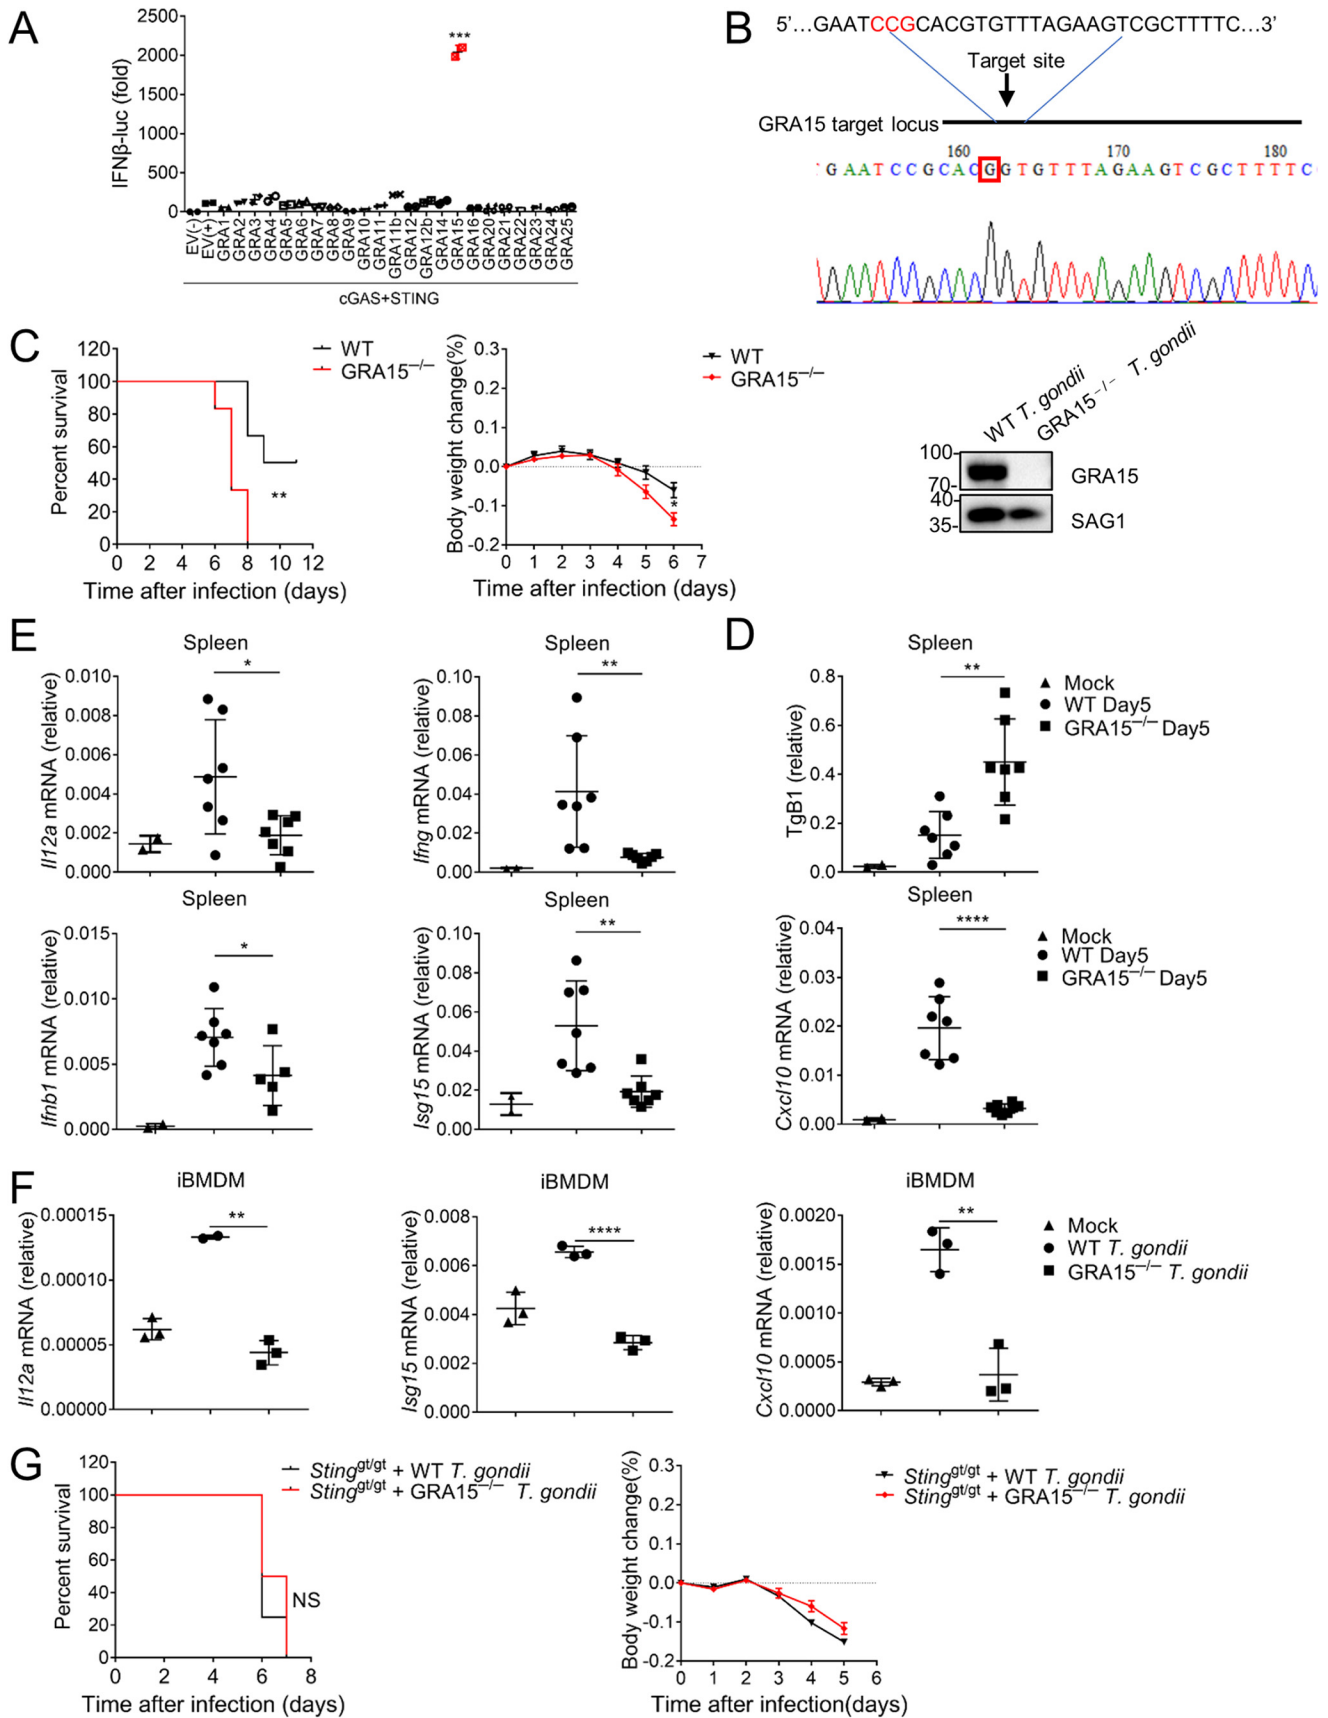 A
IFNβ-luc (fold)
2500
2000
1500
1000
500
0
***
EV(-)
EV(+)
GRA1
GRA2
GRA3
GRA4
GRA5
GRA6
GRA7
GRA8
GRA9
GRA10
GRA11
GRA11b
GRA12
GRA12b
GRA14
GRA15
GRA16
GRA20
GRA21
GRA22
GRA23
GRA24
GRA25
cGAS+STING
B
5'...GAATCCGCACGTGTTTAGAAGTCGCTTTTC...3'
Target site
GRA15 target locus
160 170 180
T G A A T C C G C A C G G T G T T T A G A A G T C G C T T T T C
WT T. gondii
GRA15−/− T. gondii
100-
70-
GRA15
40-
35-
SAG1
C
Percent survival
120
100
80
60
40
20
0
0 2 4 6 8 10 12
Time after infection (days)
WT
GRA15−/−
**
Body weight change(%)
0.3
0.2
0.1
0.0
-0.1
-0.2
0 1 2 3 4 5 6 7
Time after infection (days)
WT
GRA15−/−
*
E
Spleen
Il12a mRNA (relative)
0.010
0.008
0.006
0.004
0.002
0.000
*
Spleen
Ifng mRNA (relative)
0.10
0.08
0.06
0.04
0.02
0.00
**
D
Spleen
TgB1 (relative)
0.8
0.6
0.4
0.2
0.0
**
Mock
WT Day5
GRA15−/− Day5
Spleen
Ifnb1 mRNA (relative)
0.015
0.010
0.005
0.000
*
Spleen
Isg15 mRNA (relative)
0.10
0.08
0.06
0.04
0.02
0.00
**
Spleen
Cxcl10 mRNA (relative)
0.04
0.03
0.02
0.01
0.00
****
Mock
WT Day5
GRA15−/− Day5
F
iBMDM
Il12a mRNA (relative)
0.00015
0.00010
0.00005
0.00000
**
iBMDM
Isg15 mRNA (relative)
0.008
0.006
0.004
0.002
0.000
****
iBMDM
Cxcl10 mRNA (relative)
0.0020
0.0015
0.0010
0.0005
0.0000
**
Mock
WT T. gondii
GRA15−/− T. gondii
G
Percent survival
120
100
80
60
40
20
0
0 2 4 6 8
Time after infection (days)
Stinggt/gt + WT T. gondii
Stinggt/gt + GRA15−/− T. gondii
NS
Body weight change(%)
0.3
0.2
0.1
0.0
-0.1
-0.2
0 1 2 3 4 5 6
Time after infection(days)
Stinggt/gt + WT T. gondii
Stinggt/gt + GRA15−/− T. gondii